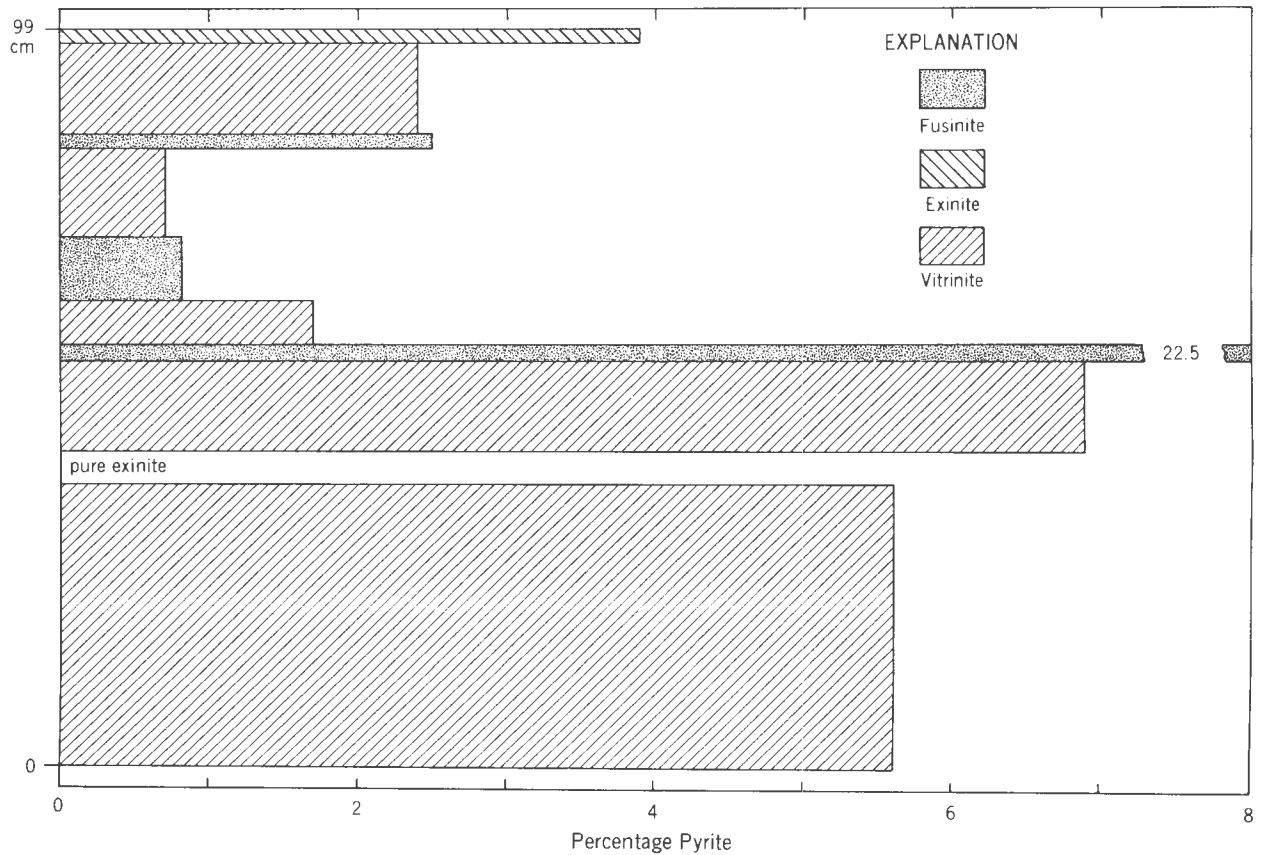 99
cm
EXPLANATION
Fusinite
Exinite
Vitrinite
22.5
pure exinite
0
0 2 4 6 8
Percentage Pyrite